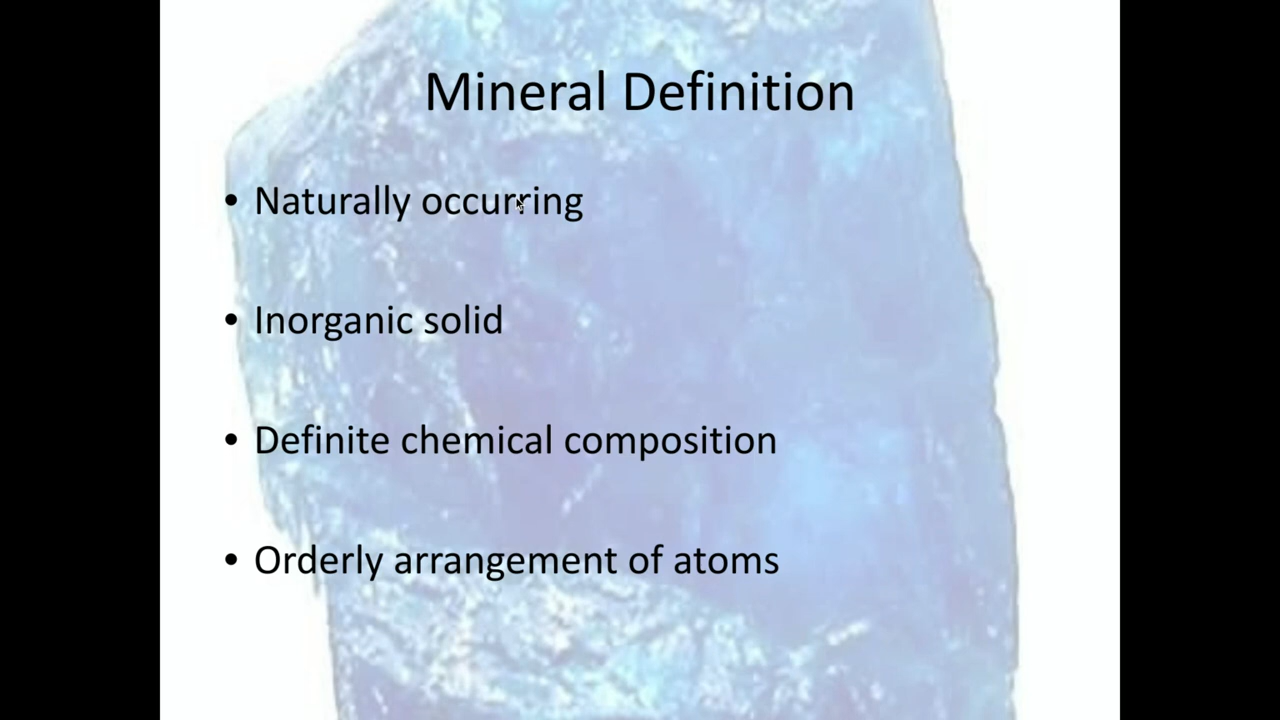 Mineral Definition
• Naturally occurring
• Inorganic solid
• Definite chemical composition
• Orderly arrangement of atoms